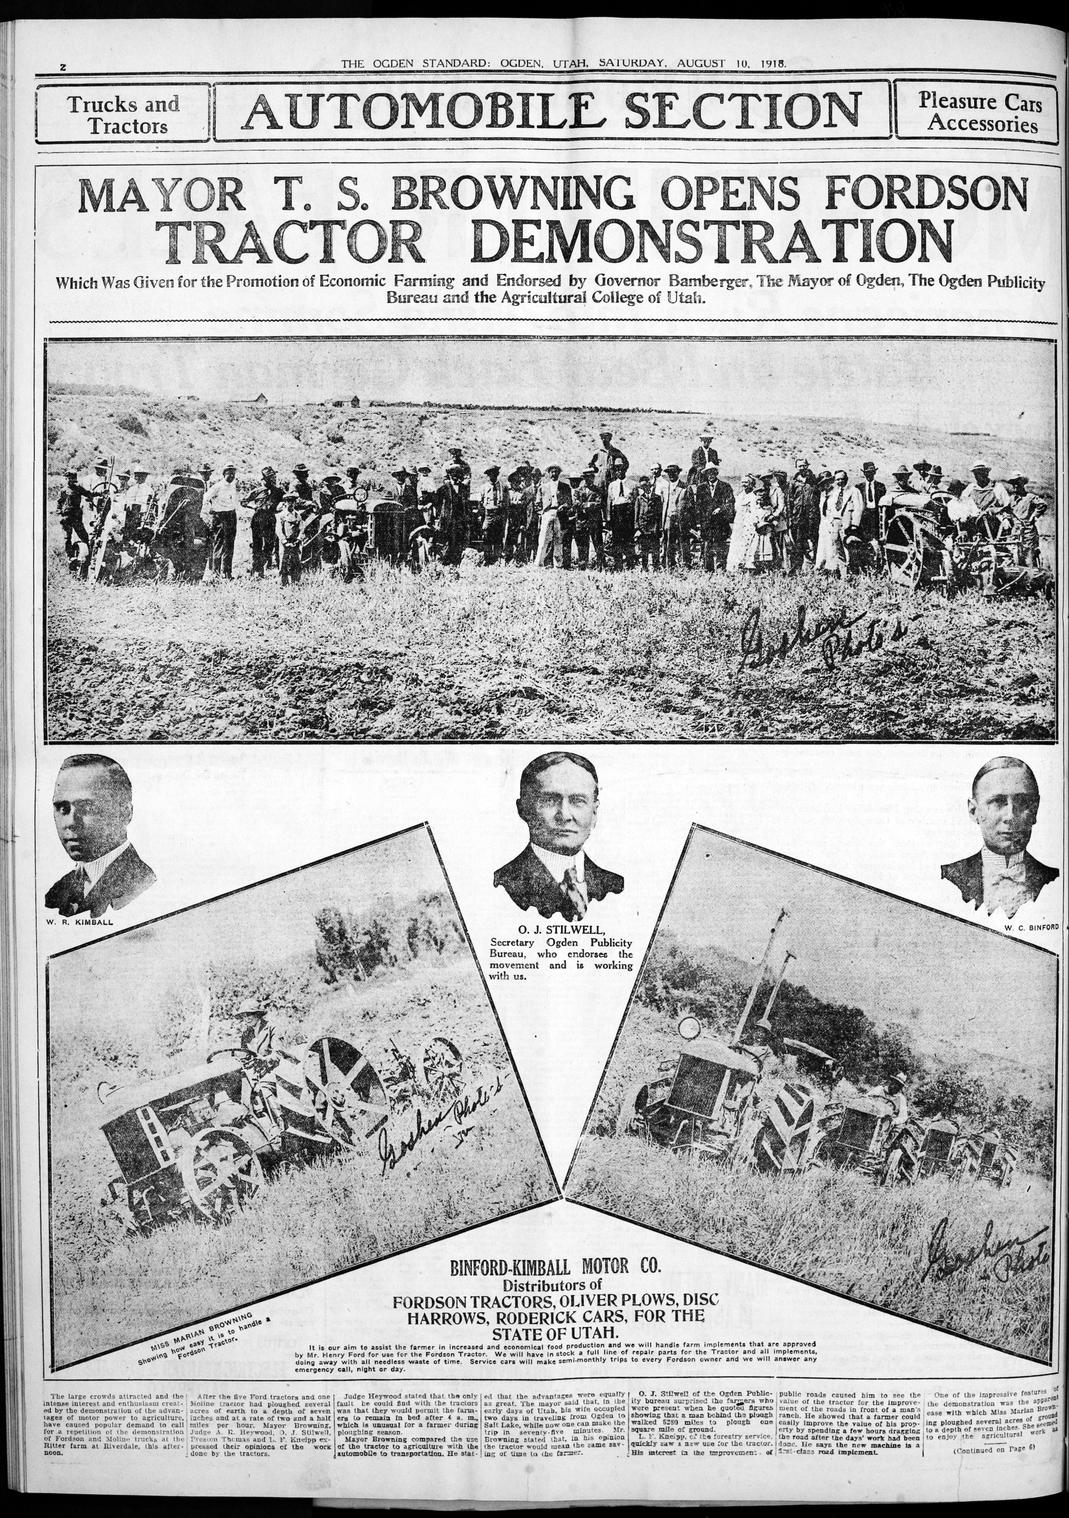 2
THE OGDEN STANDARD: OGDEN, UTAH, SATURDAY, AUGUST 10, 1918.
Trucks and
Tractors
AUTOMOBILE SECTION
Pleasure Cars
Accessories
MAYOR T. S. BROWNING OPENS FORDSON
TRACTOR DEMONSTRATION
Which Was Given for the Promotion of Economic Farming and Endorsed by Governor Bamberger, The Mayor of Ogden, The Ogden Publicity
Bureau and the Agricultural College of Utah.
Goshen
Photo's
W. R. KIMBALL
O. J. STILWELL,
Secretary Ogden Publicity
Bureau, who endorses the
movement and is working
with us.
W. C. BINFORD
Goshen Photo's
Goshen
Photo
MISS MARIAN BROWNING
Showing how easy it is to handle a
Fordson Tractor.
BINFORD-KIMBALL MOTOR CO.
Distributors of
FORDSON TRACTORS, OLIVER PLOWS, DISC
HARROWS, RODERICK CARS, FOR THE
STATE OF UTAH.
It is our aim to assist the farmer in increased and economical food production and we will handle farm implements that are approved
by Mr. Henry Ford for use for the Fordson Tractor. We will have in stock a full line of repair parts for the Tractor and all implements,
doing away with all needless waste of time. Service cars will make semi-monthly trips to every Fordson owner and we will answer any
emergency call, night or day.
The large crowds attracted and the
intense interest and enthusiasm creat-
ed by the demonstration of the advan-
tages of motor power to agriculture,
have caused popular demand to call
for a repetition of the demonstration
of Fordson and Moline trucks at the
Ritter farm at Riverdale, this after-
noon.
After the five Ford tractors and one
Moline tractor had ploughed several
acres of earth to a depth of seven
inches and at a rate of two and a half
miles per hour, Mayor Browning,
Judge A. R. Heywood, O. J. Stilwell,
Preston Thomas and L. F. Kneipp ex-
pressed their opinions of the work
done by the tractors.
Judge Heywood stated that the only
fault he could find with the tractors
was that they would permit the farm-
ers to remain in bed after 4 a. m.,
which is unusual for a farmer during
ploughing season.
Mayor Browning compared the use
of the tractor to agriculture with the
automobile to transportation. He stat-
ed that the advantages were equally
as great. The mayor said that, in the
early days of Utah, his wife occupied
two days in traveling from Ogden to
Salt Lake, while now one can make the
trip in seventy-five minutes. Mr.
Browning stated that, in his opinion
the tractor would mean the same sav-
ing of time to the farmer.
O. J. Stilwell of the Ogden Public-
ity bureau surprised the farmers who
were present when he quoted figures
showing that a man behind the plough
walked 5289 miles to plough one
square mile of ground.
L. F. Kneipp, of the forestry service,
quickly saw a new use for the tractor.
His interest in the improvement of
public roads caused him to see the
value of the tractor for the improve-
ment of the roads in front of a man's
ranch. He showed that a farmer could
easily improve the value of his prop-
erty by spending a few hours dragging
the road after the days' work had been
done. He says the new machine is a
first-class road implement.
One of the impressive features of
the demonstration was the apparent
ease with which Miss Marian Brown-
ing ploughed several acres of ground
to a depth of seven inches. She seemed
to enjoy the agricultural work as
(Continued on Page 6)